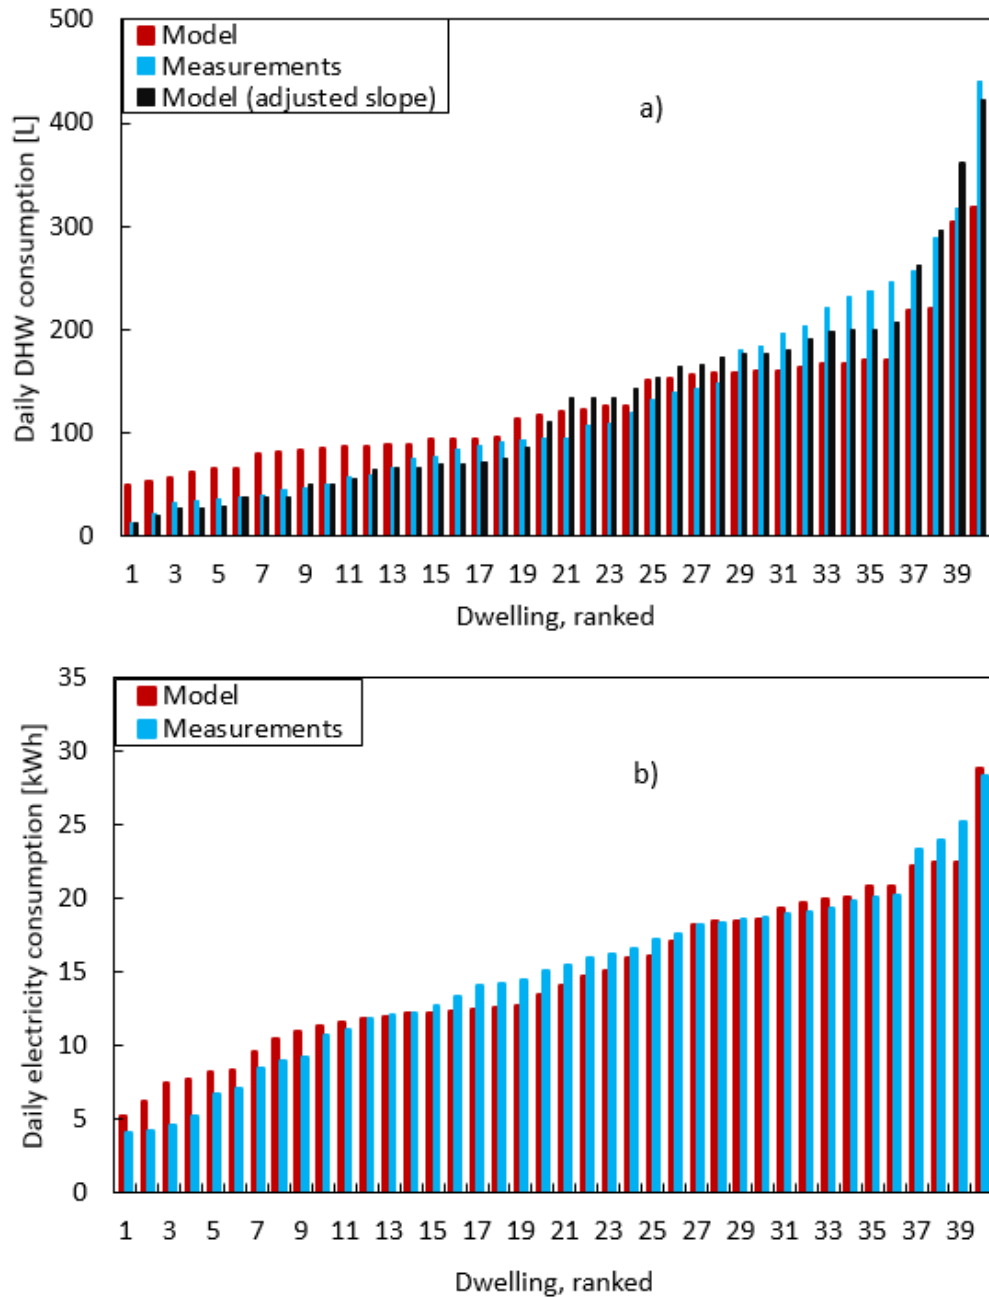 500
400
300
200
100
0
Daily DHW consumption [L]
Model
Measurements
Model (adjusted slope)
a)
1 3 5 7 9 11 13 15 17 19 21 23 25 27 29 31 33 35 37 39
Dwelling, ranked
35
30
25
20
15
10
5
0
Daily electricity consumption [kWh]
Model
Measurements
b)
1 3 5 7 9 11 13 15 17 19 21 23 25 27 29 31 33 35 37 39
Dwelling, ranked